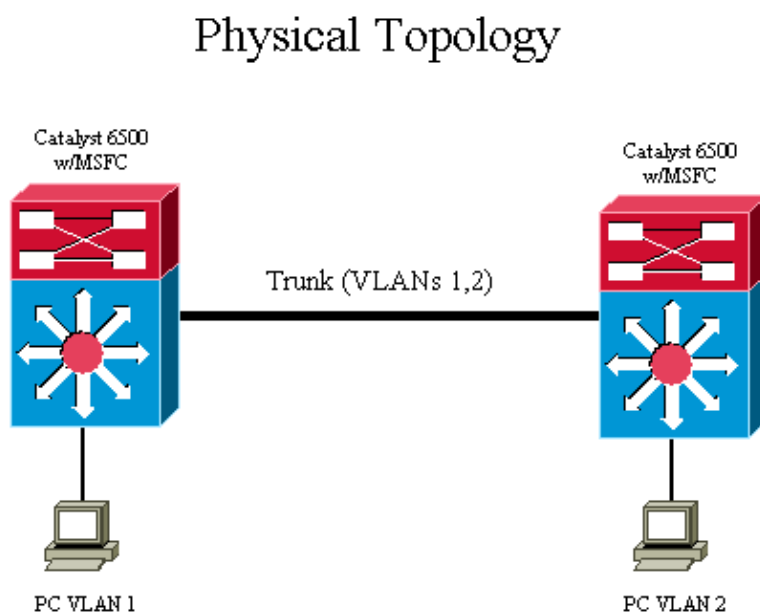 Physical Topology
Catalyst 6500
w/MSFC
Catalyst 6500
w/MSFC
Trunk (VLANs 1,2)
PC VLAN 1
PC VLAN 2